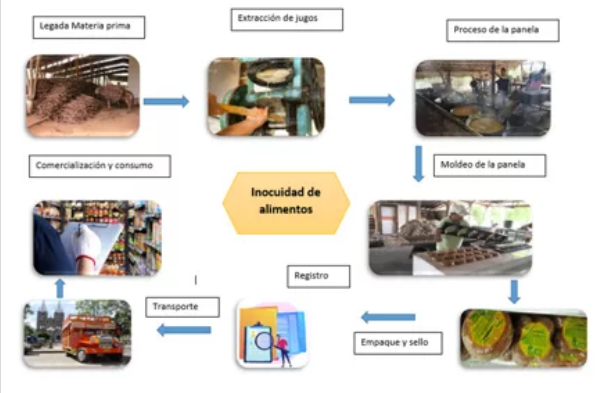 Legada Materia prima
Extracción de jugos
Proceso de la panela
Comercialización y consumo
Inocuidad de
alimentos
Moldeo de la panela
Registro
Transporte
Empaque y sello